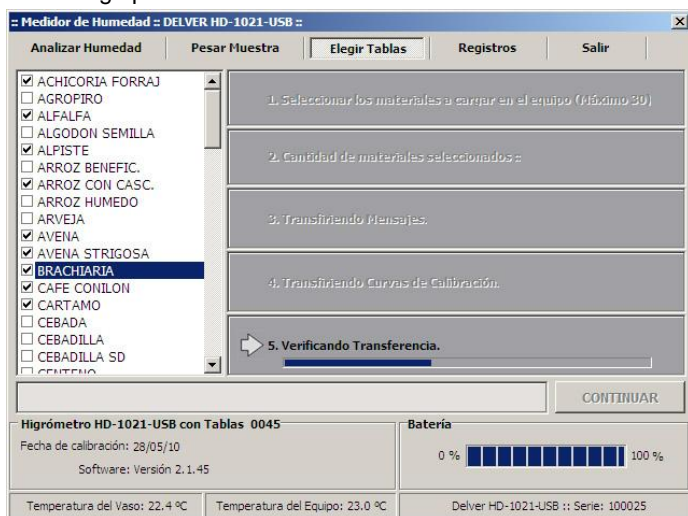 :: Medidor de Humedad :: DELVER HD-1021-USB ::
Analizar Humedad Pesar Muestra Elegir Tablas Registros Salir
ACHICORIA FORRAJ
AGROPIRO
ALFALFA
ALGODON SEMILLA
ALPISTE
ARROZ BENEFIC.
ARROZ CON CASC.
ARROZ HUMEDO
ARVEJA
AVENA
AVENA STRIGOSA
BRACHIARIA
CAFE CONILON
CARTAMO
CEBADA
CEBADILLA
CEBADILLA SD
CENTENO
1. Seleccionar los materiales a cargar en el equipo (Máximo 30)
2. Cantidad de materiales seleccionados ::
3. Transfiriendo Mensajes.
4. Transfiriendo Curvas de Calibración.
5. Verificando Transferencia.
CONTINUAR
Higrómetro HD-1021-USB con Tablas 0045
Fecha de calibración: 28/05/10
Software: Versión 2.1.45
Batería
0 % 100 %
Temperatura del Vaso: 22.4 ºC Temperatura del Equipo: 23.0 ºC Delver HD-1021-USB :: Serie: 100025